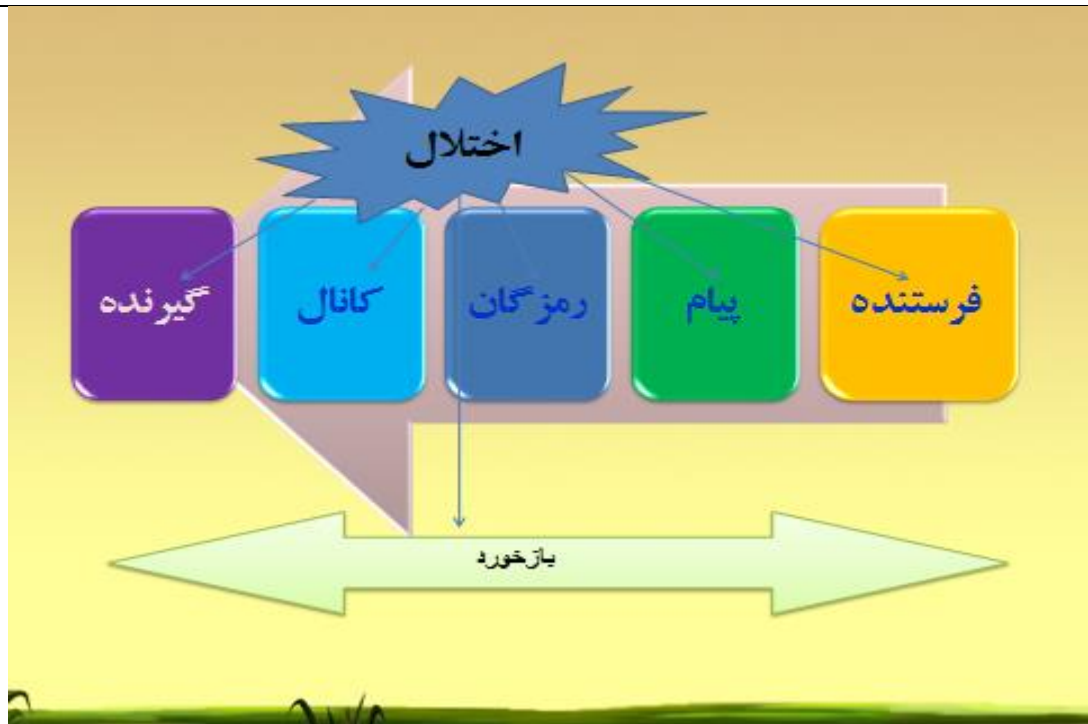 اختلال
فرستنده
پیام
رمزگان
کانال
گیرنده
بازخورد